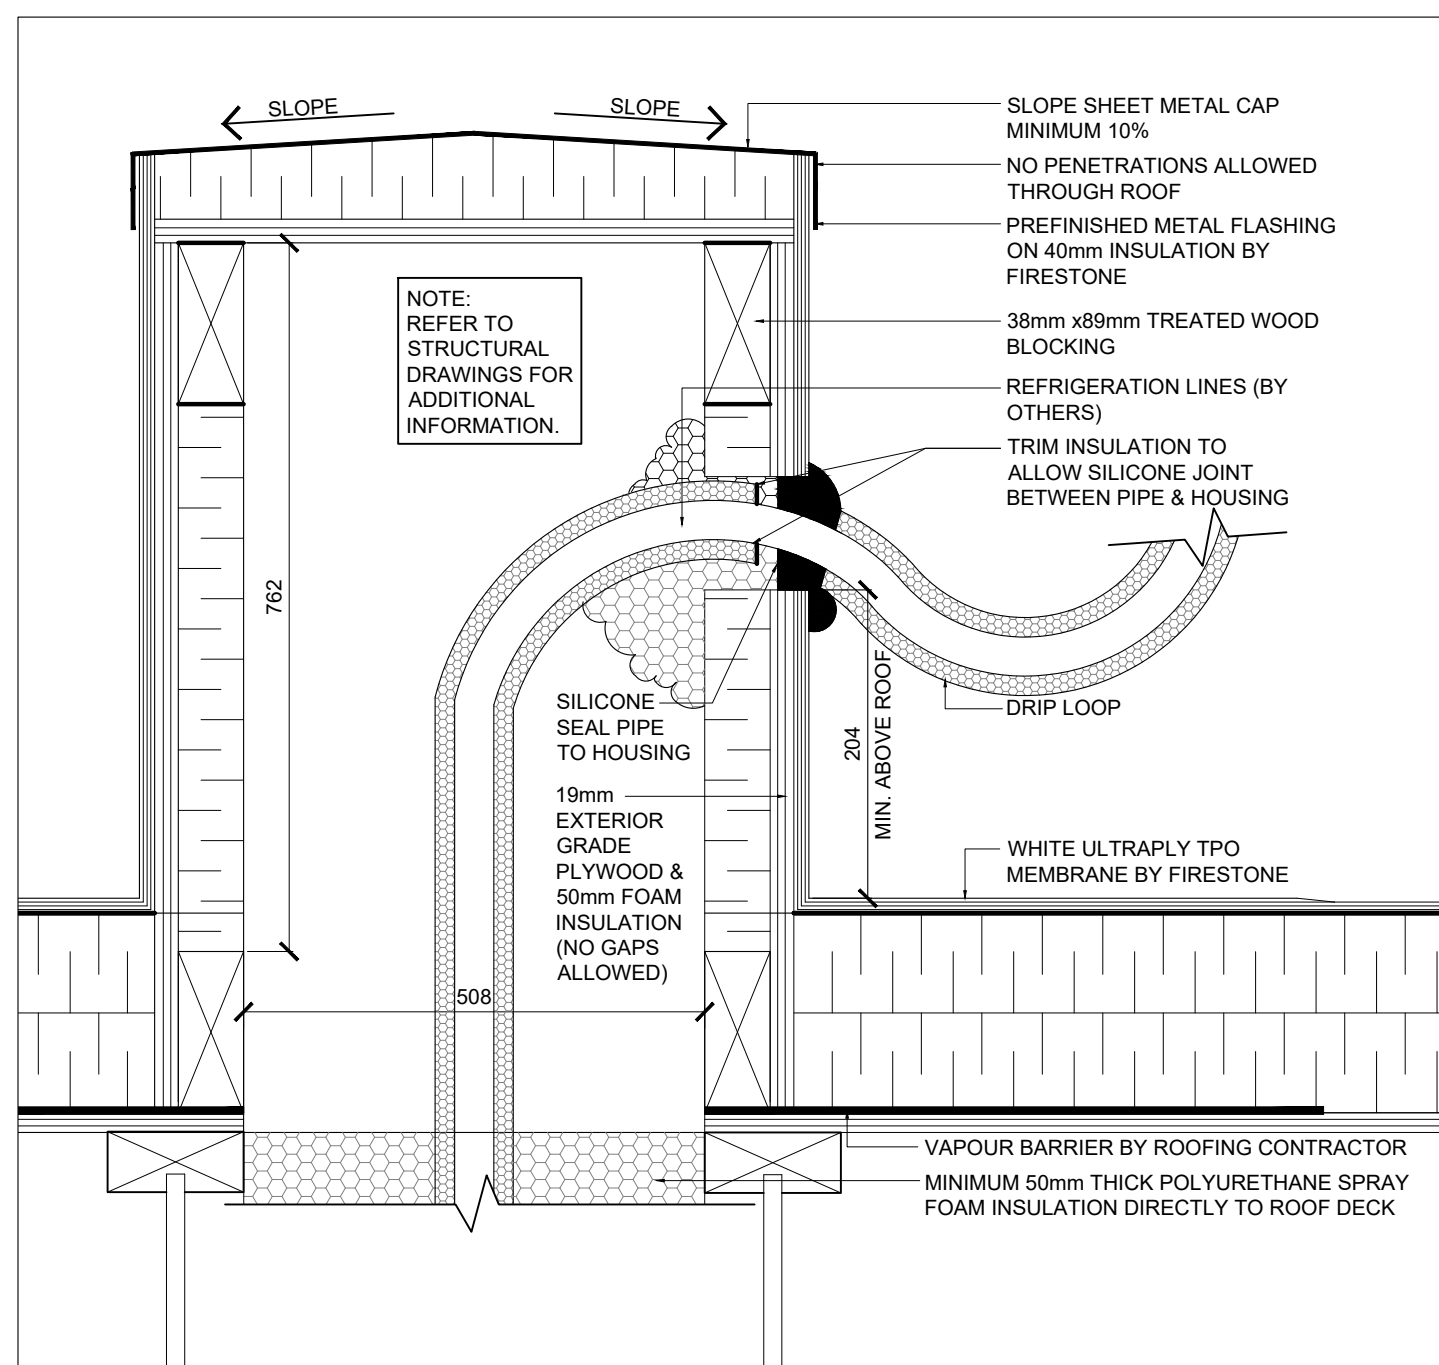 SLOPE
SLOPE
SLOPE SHEET METAL CAP
MINIMUM 10%
NO PENETRATIONS ALLOWED
THROUGH ROOF
PREFINISHED METAL FLASHING
ON 40mm INSULATION BY
FIRESTONE
38mm x89mm TREATED WOOD
BLOCKING
REFRIGERATION LINES (BY
OTHERS)
TRIM INSULATION TO
ALLOW SILICONE JOINT
BETWEEN PIPE & HOUSING
NOTE:
REFER TO
STRUCTURAL
DRAWINGS FOR
ADDITIONAL
INFORMATION.
762
SILICONE
SEAL PIPE
TO HOUSING
DRIP LOOP
204
MIN. ABOVE ROOF
19mm
EXTERIOR
GRADE
PLYWOOD &
50mm FOAM
INSULATION
(NO GAPS
ALLOWED)
WHITE ULTRAPLY TPO
MEMBRANE BY FIRESTONE
508
VAPOUR BARRIER BY ROOFING CONTRACTOR
MINIMUM 50mm THICK POLYURETHANE SPRAY
FOAM INSULATION DIRECTLY TO ROOF DECK